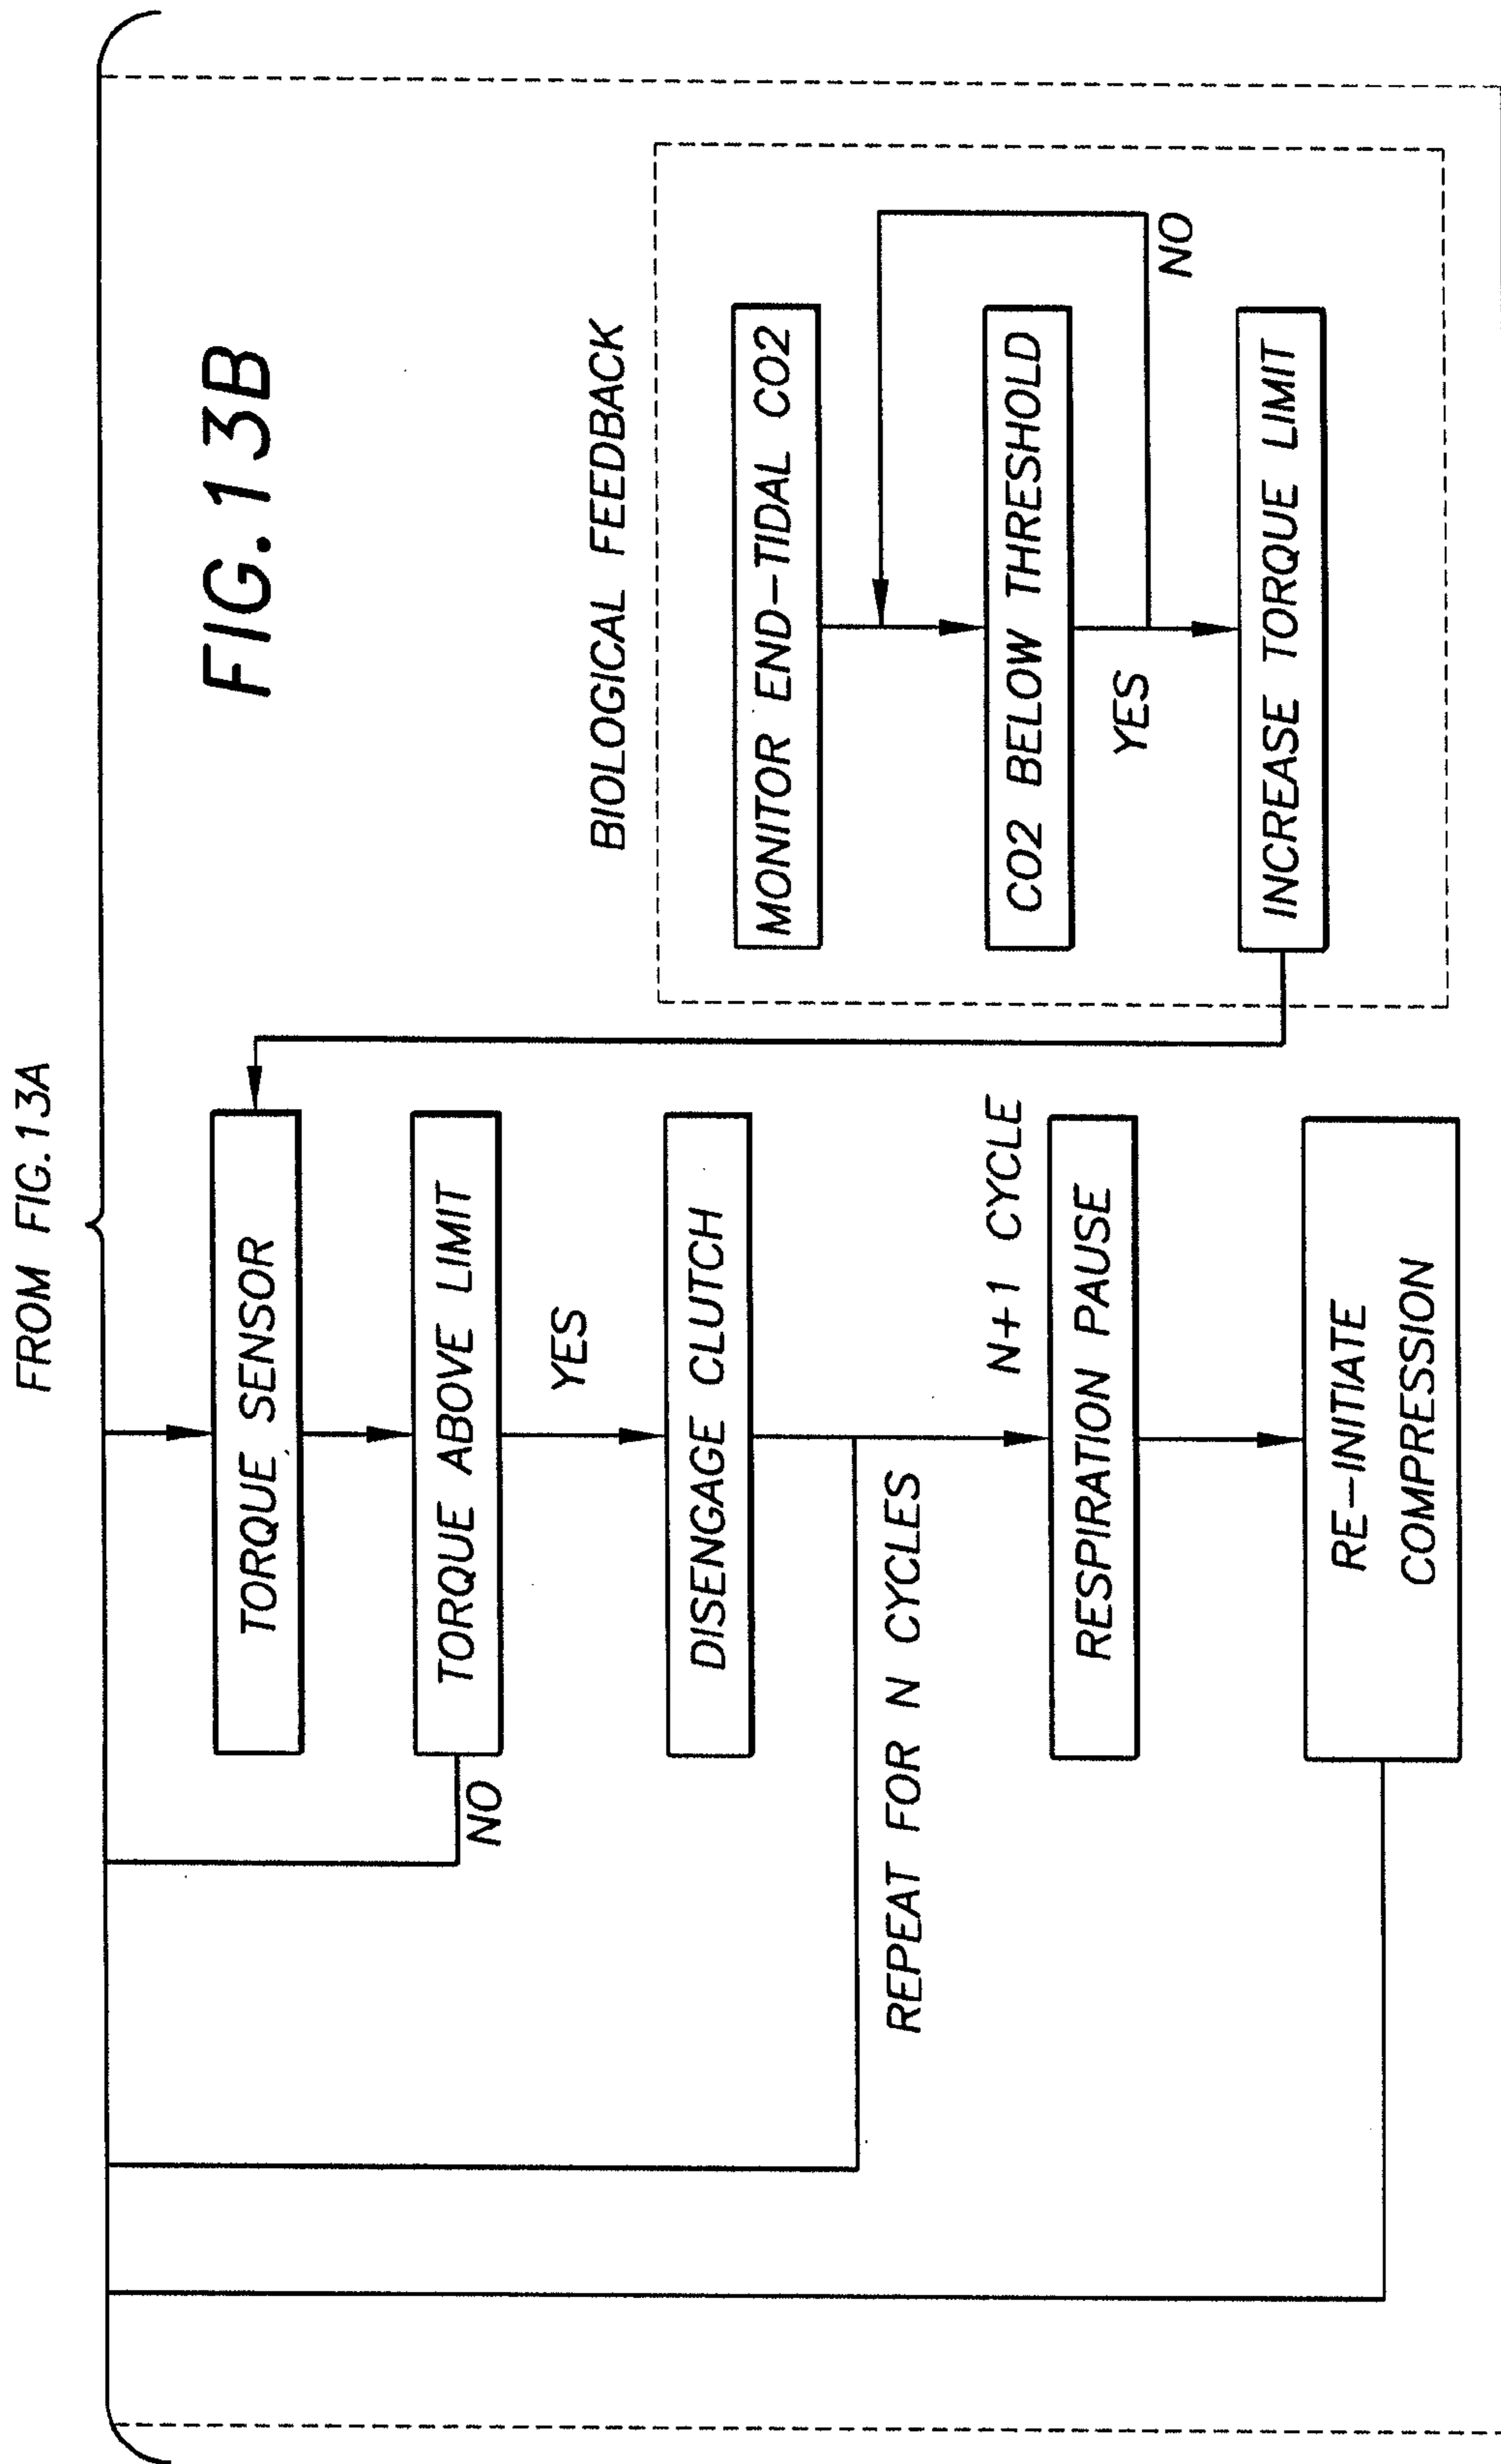 FROM FIG.13A
FIG.13B
TORQUE SENSOR
TORQUE ABOVE LIMIT
NO
YES
DISENGAGE CLUTCH
REPEAT FOR N CYCLES
N+1 CYCLE
RESPIRATION PAUSE
RE-INITIATE
COMPRESSION
BIOLOGICAL FEEDBACK
MONITOR END-TIDAL CO2
CO2 BELOW THRESHOLD
YES
NO
INCREASE TORQUE LIMIT